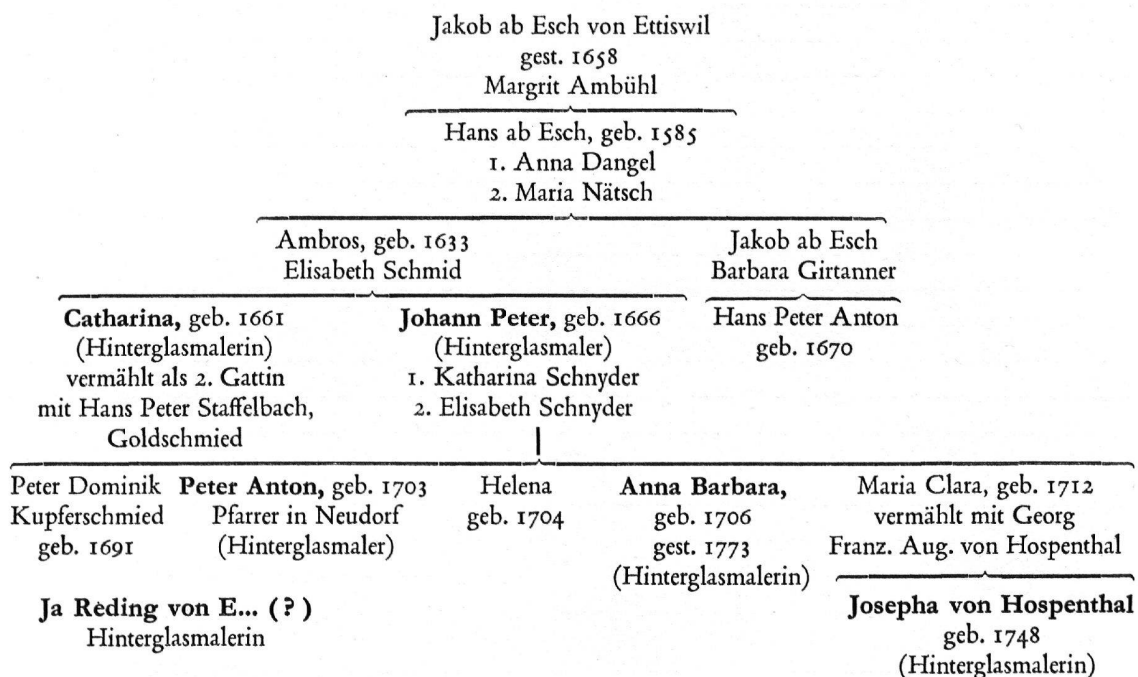 Jakob ab Esch von Ettiswil
gest. 1658
Margrit Ambühl
Hans ab Esch, geb. 1585
1. Anna Dangel
2. Maria Nätsch
Ambros, geb. 1633
Elisabeth Schmid
Jakob ab Esch
Barbara Girtanner
Catharina, geb. 1661
(Hinterglasmalerin)
vermählt als 2. Gattin
mit Hans Peter Staffelbach,
Goldschmied
Johann Peter, geb. 1666
(Hinterglasmaler)
1. Katharina Schnyder
2. Elisabeth Schnyder
Hans Peter Anton
geb. 1670
Peter Dominik
Kupferschmied
geb. 1691
Peter Anton, geb. 1703
Pfarrer in Neudorf
(Hinterglasmaler)
Helena
geb. 1704
Anna Barbara,
geb. 1706
gest. 1773
(Hinterglasmalerin)
Maria Clara, geb. 1712
vermählt mit Georg
Franz. Aug. von Hospenthal
Ja Rèding von E... (?)
Hinterglasmalerin
Josepha von Hospenthal
geb. 1748
(Hinterglasmalerin)